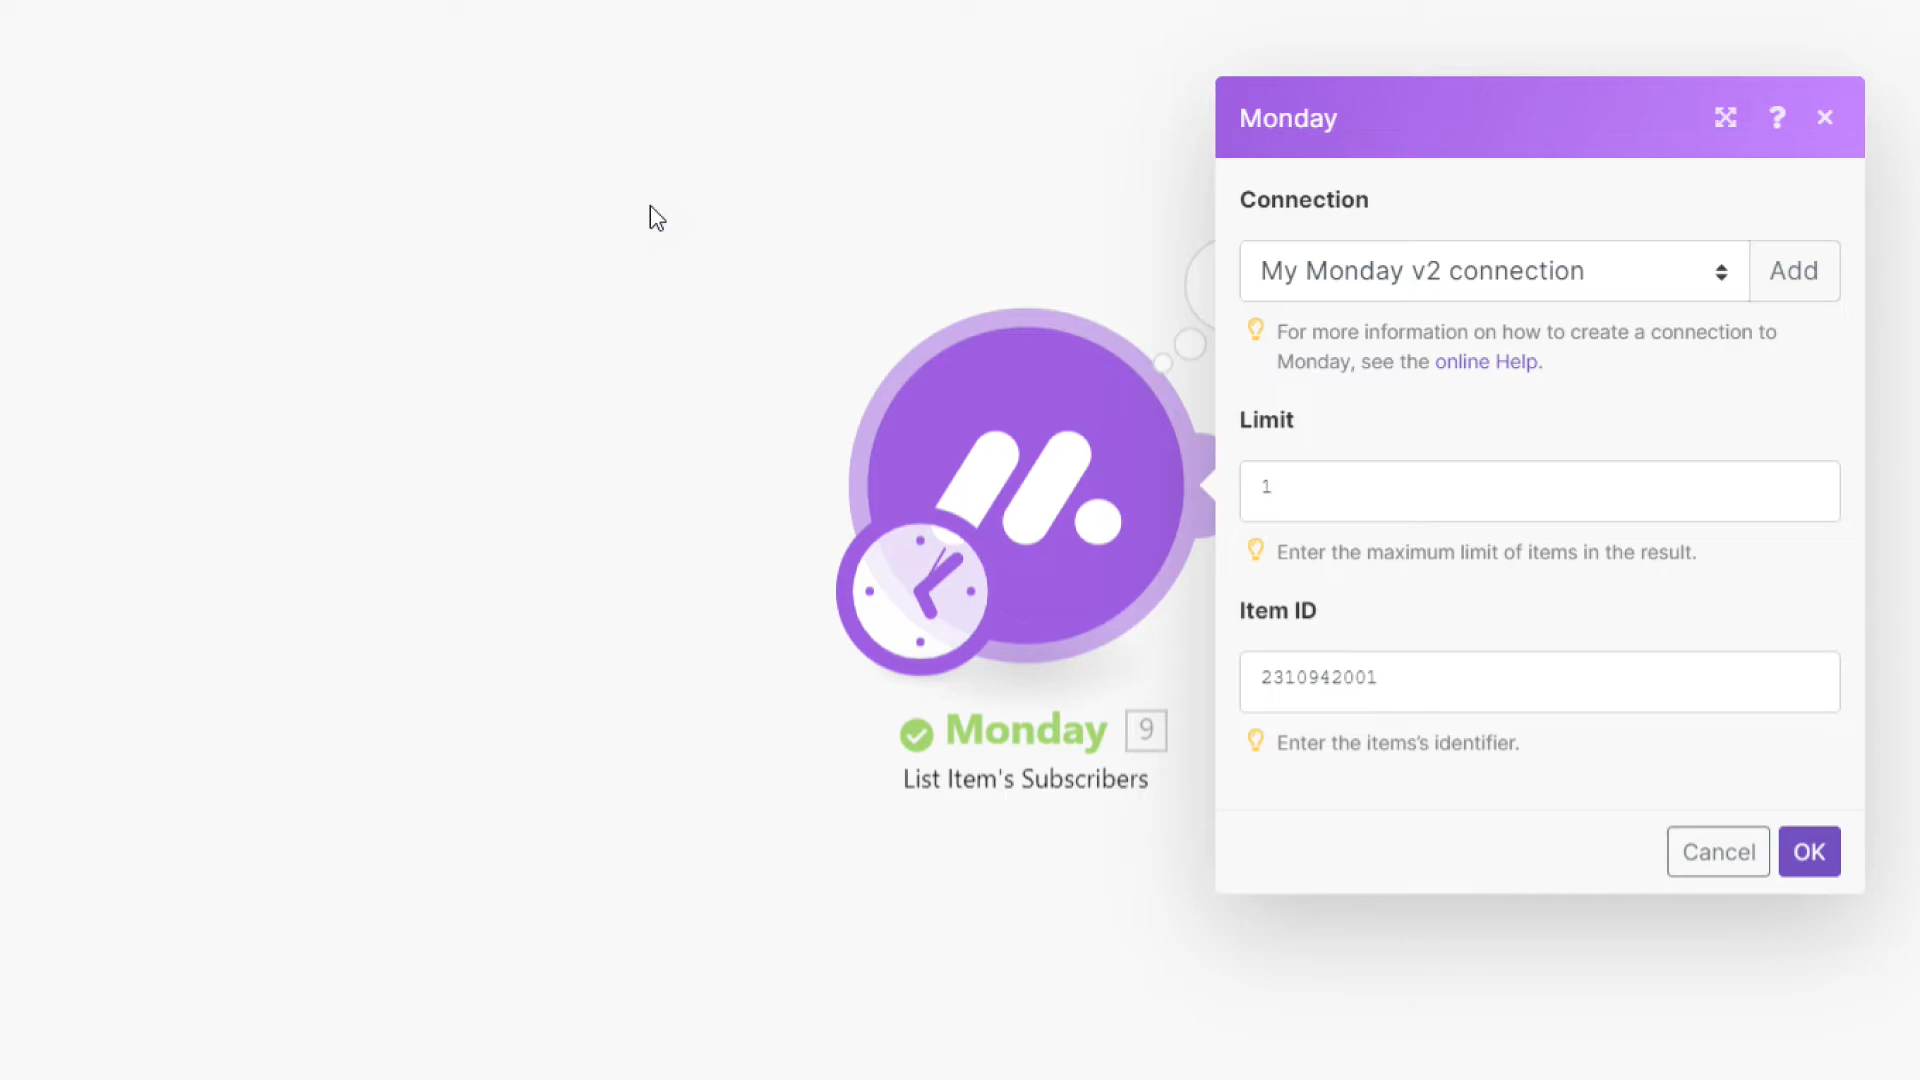 Monday
?
Connection
My Monday v2 connection
Add
For more information on how to create a connection to
Monday, see the online Help.
Limit
1
Enter the maximum limit of items in the result.
Item ID
2310942001
Enter the items's identifier.
Cancel
OK
Monday 9
List Item's Subscribers